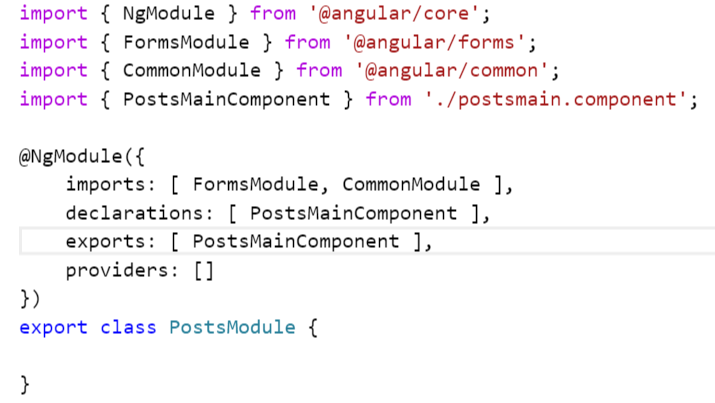 import { NgModule } from '@angular/core';
import { FormsModule } from '@angular/forms';
import { CommonModule } from '@angular/common';
import { PostsMainComponent } from './postsmain.component';
@NgModule({
    imports: [ FormsModule, CommonModule ],
    declarations: [ PostsMainComponent ],
    exports: [ PostsMainComponent ],
    providers: []
})
export class PostsModule {
}